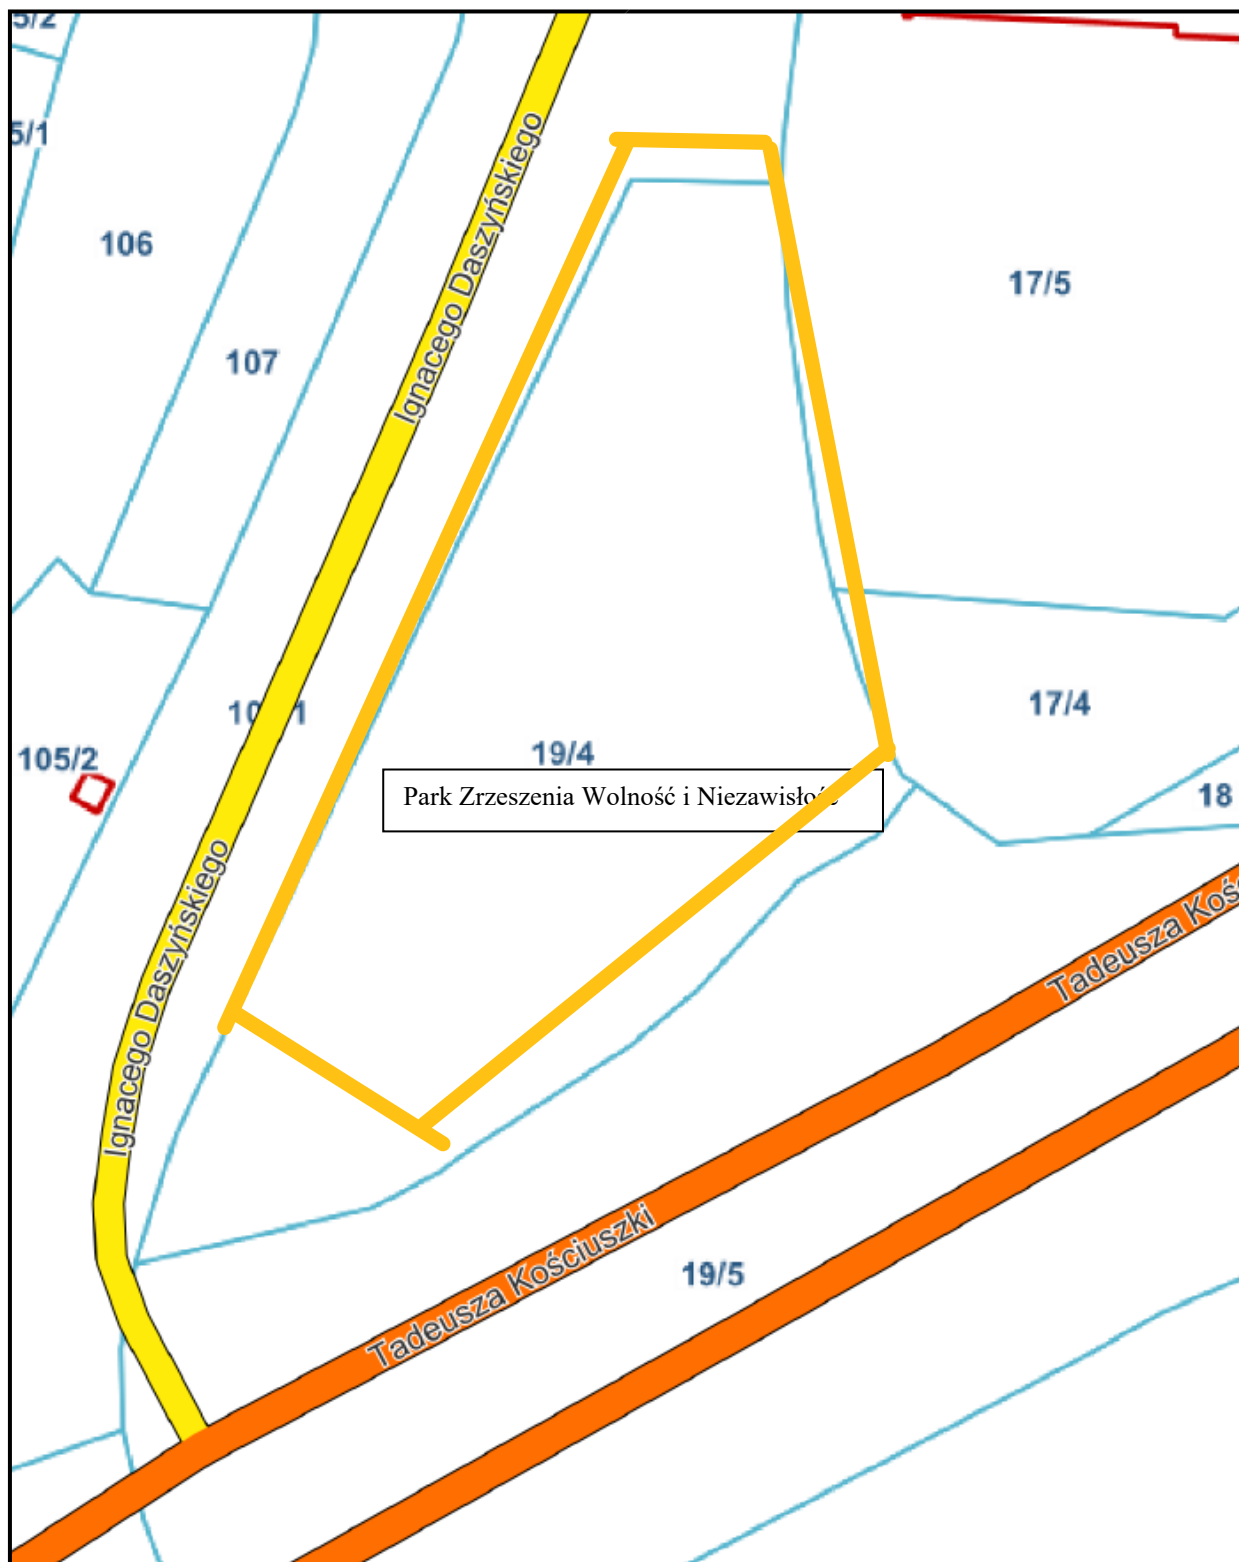 5/2
5/1
106
Ignacego Daszyńskiego
17/5
107
17/4
105/2
19/4
18
Park Zrzeszenia Wolność i Niezawisłość
Ignacego Daszyńskiego
Tadeusza Kość
Tadeusza Kościuszki
19/5